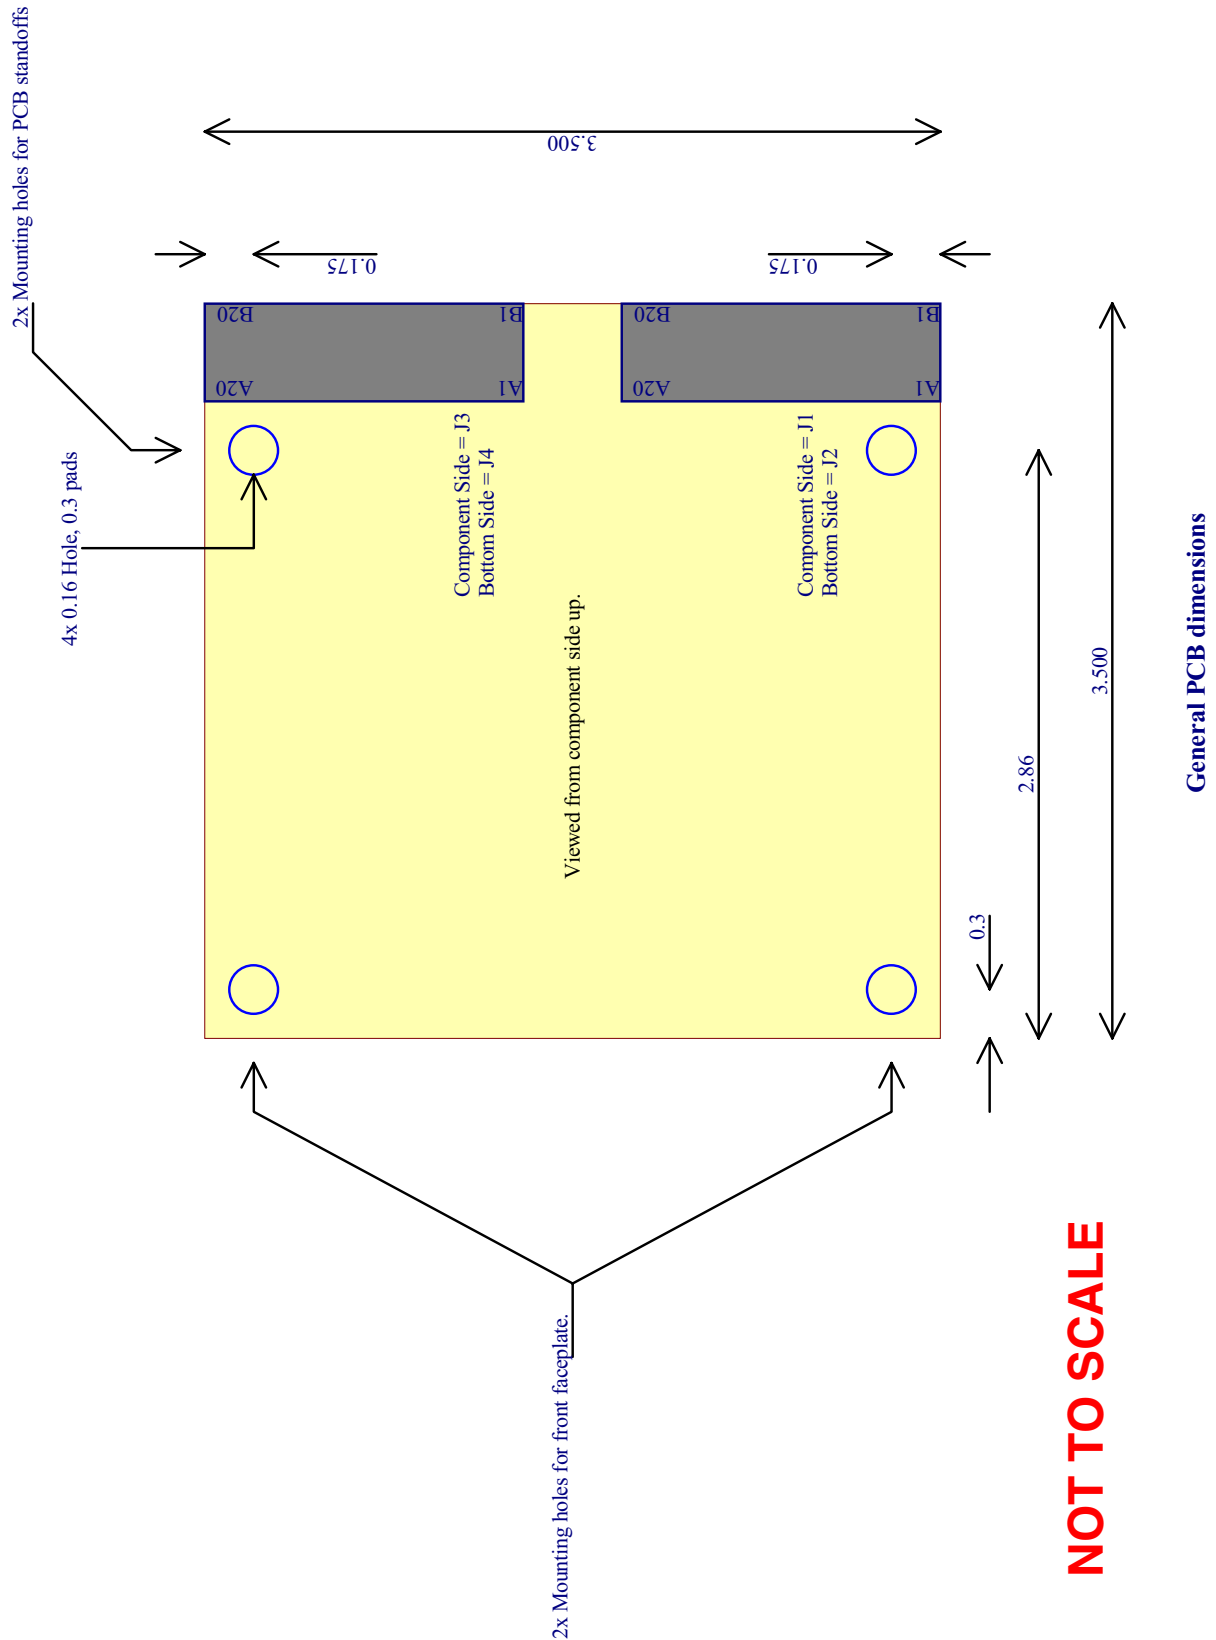 2x Mounting holes for PCB standoffs
3.500
0.175
0.175
B20
B1
B20
B1
A20
A1
A20
A1
4x 0.16 Hole, 0.3 pads
Component Side = J3
Bottom Side = J4
Component Side = J1
Bottom Side = J2
Viewed from component side up.
0.3
2.86
3.500
General PCB dimensions
2x Mounting holes for front faceplate.
NOT TO SCALE